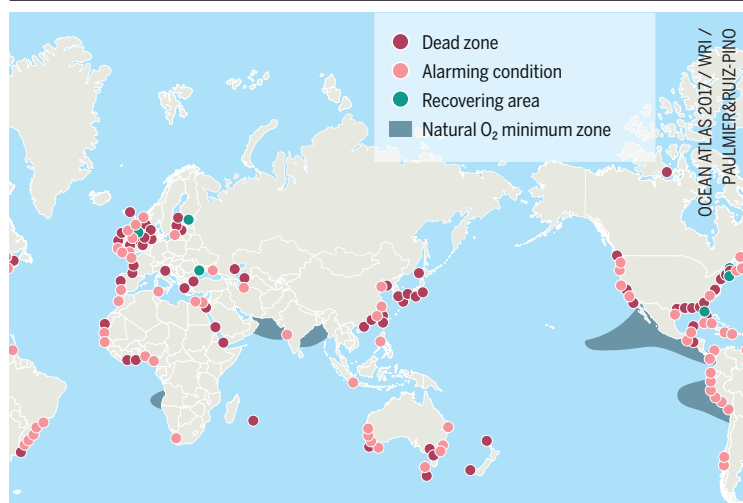 Dead zone
Alarming condition
Recovering area
Natural O₂ minimum zone
OCEAN ATLAS 2017 / WRI /
PAULMIER&RUIZ-PINO